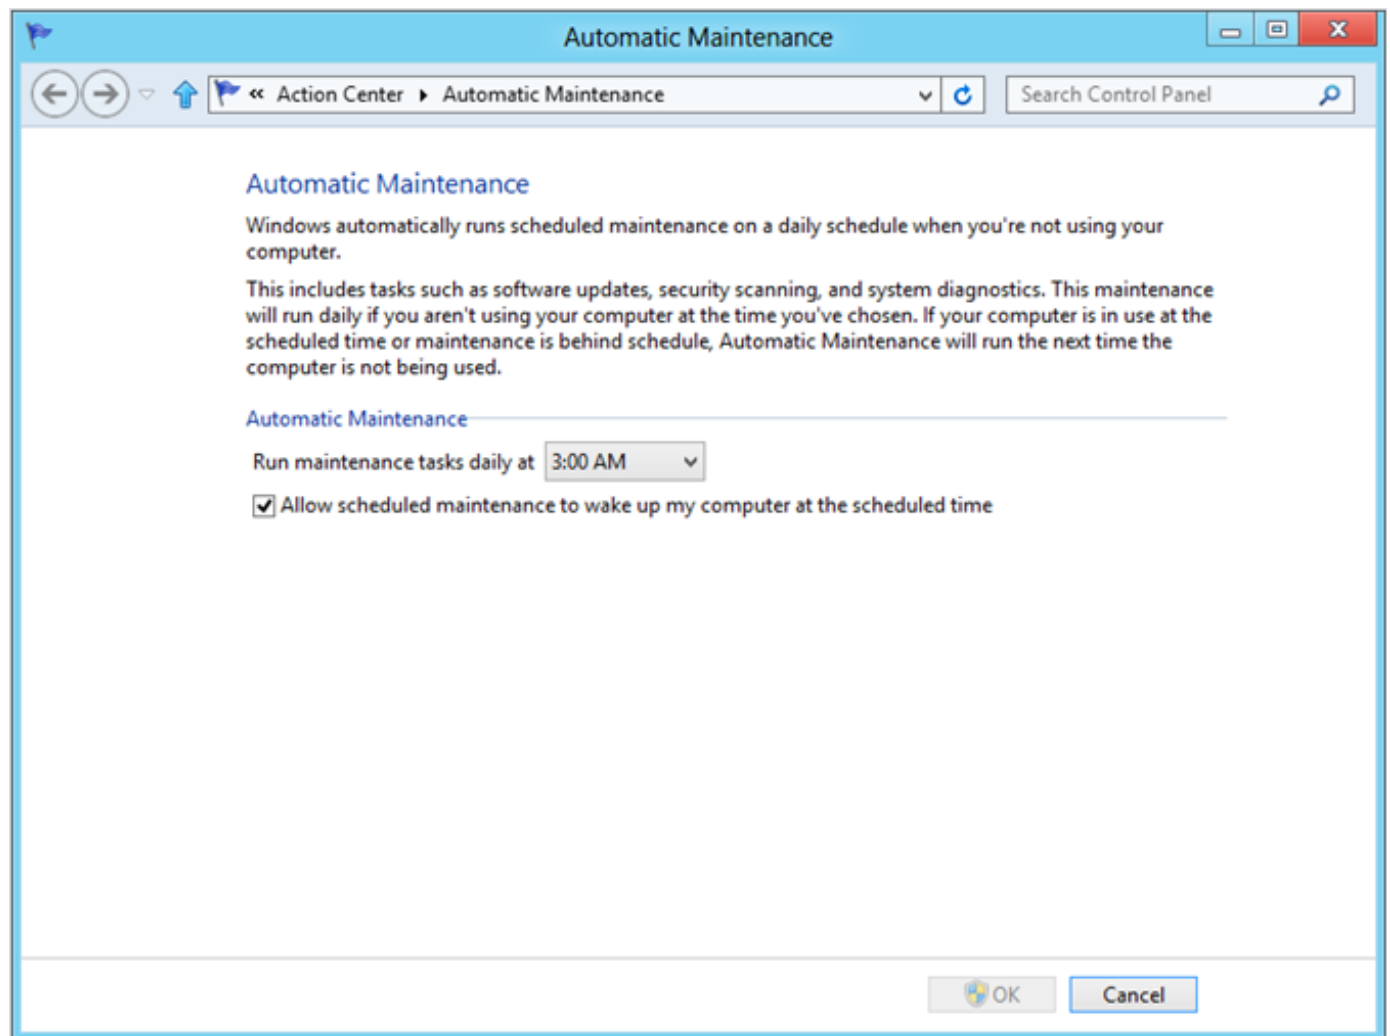 Automatic Maintenance
« Action Center ▸ Automatic Maintenance
Search Control Panel
Automatic Maintenance
Windows automatically runs scheduled maintenance on a daily schedule when you're not using your
computer.
This includes tasks such as software updates, security scanning, and system diagnostics. This maintenance
will run daily if you aren't using your computer at the time you've chosen. If your computer is in use at the
scheduled time or maintenance is behind schedule, Automatic Maintenance will run the next time the
computer is not being used.
Automatic Maintenance
Run maintenance tasks daily at 3:00 AM
Allow scheduled maintenance to wake up my computer at the scheduled time
OK Cancel